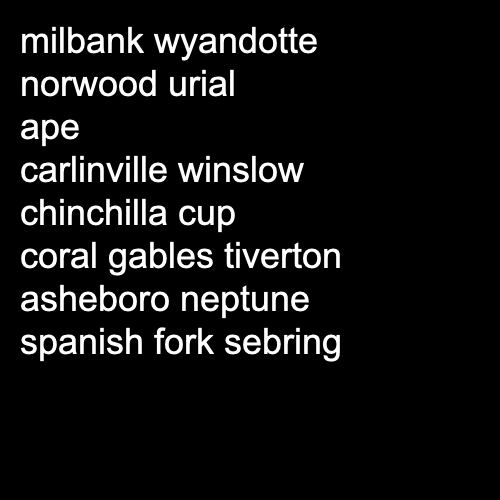 milbank wyandotte
norwood urial
ape
carlinville winslow
chinchilla cup
coral gables tiverton
asheboro neptune
spanish fork sebring